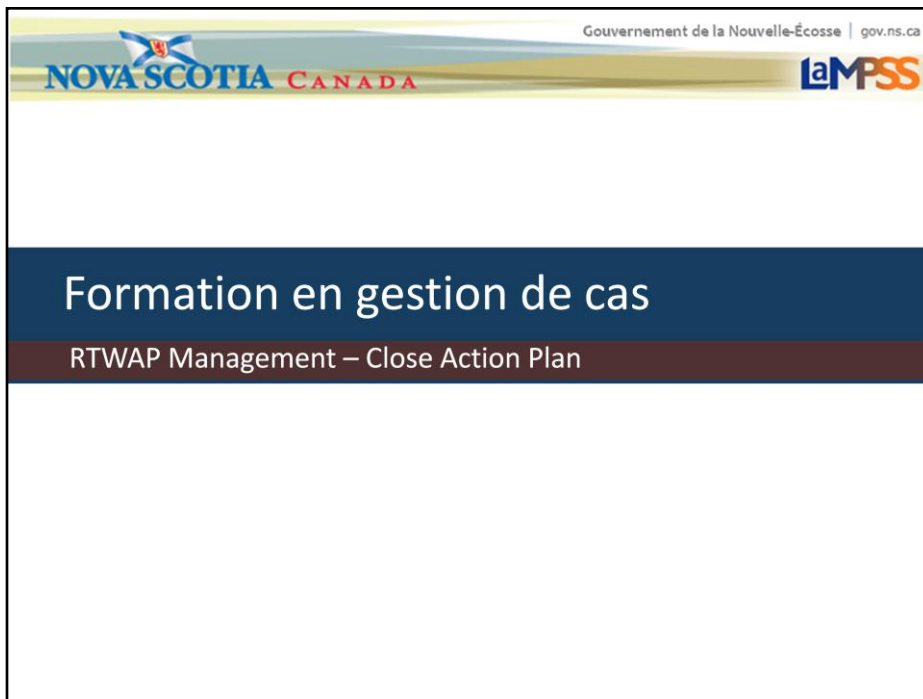 Gouvernement de la Nouvelle-Écosse | gov.ns.ca
NOVA SCOTIA CANADA
LaMPSS
Formation en gestion de cas
RTWAP Management – Close Action Plan